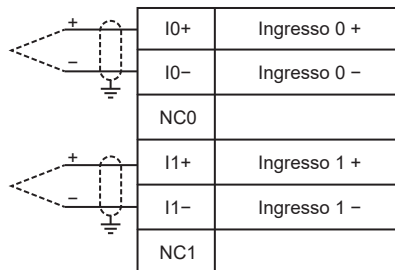 + I0+ Ingresso 0 +
− I0− Ingresso 0 −
NC0
+ I1+ Ingresso 1 +
− I1− Ingresso 1 −
NC1